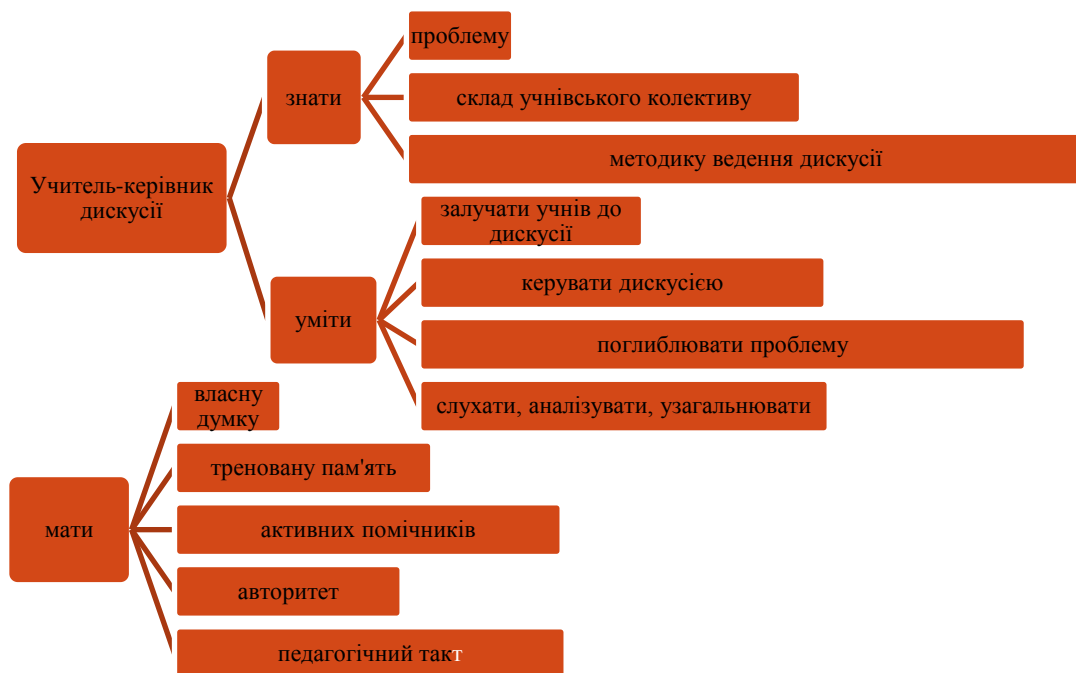 проблему
знати
склад учнівського колективу
методику ведення дискусії
Учитель-керівник
дискусії
залучати учнів до
дискусії
керувати дискусією
уміти
поглиблювати проблему
слухати, аналізувати, узагальнювати
власну
думку
треновану пам'ять
мати
активних помічників
авторитет
педагогічний такт